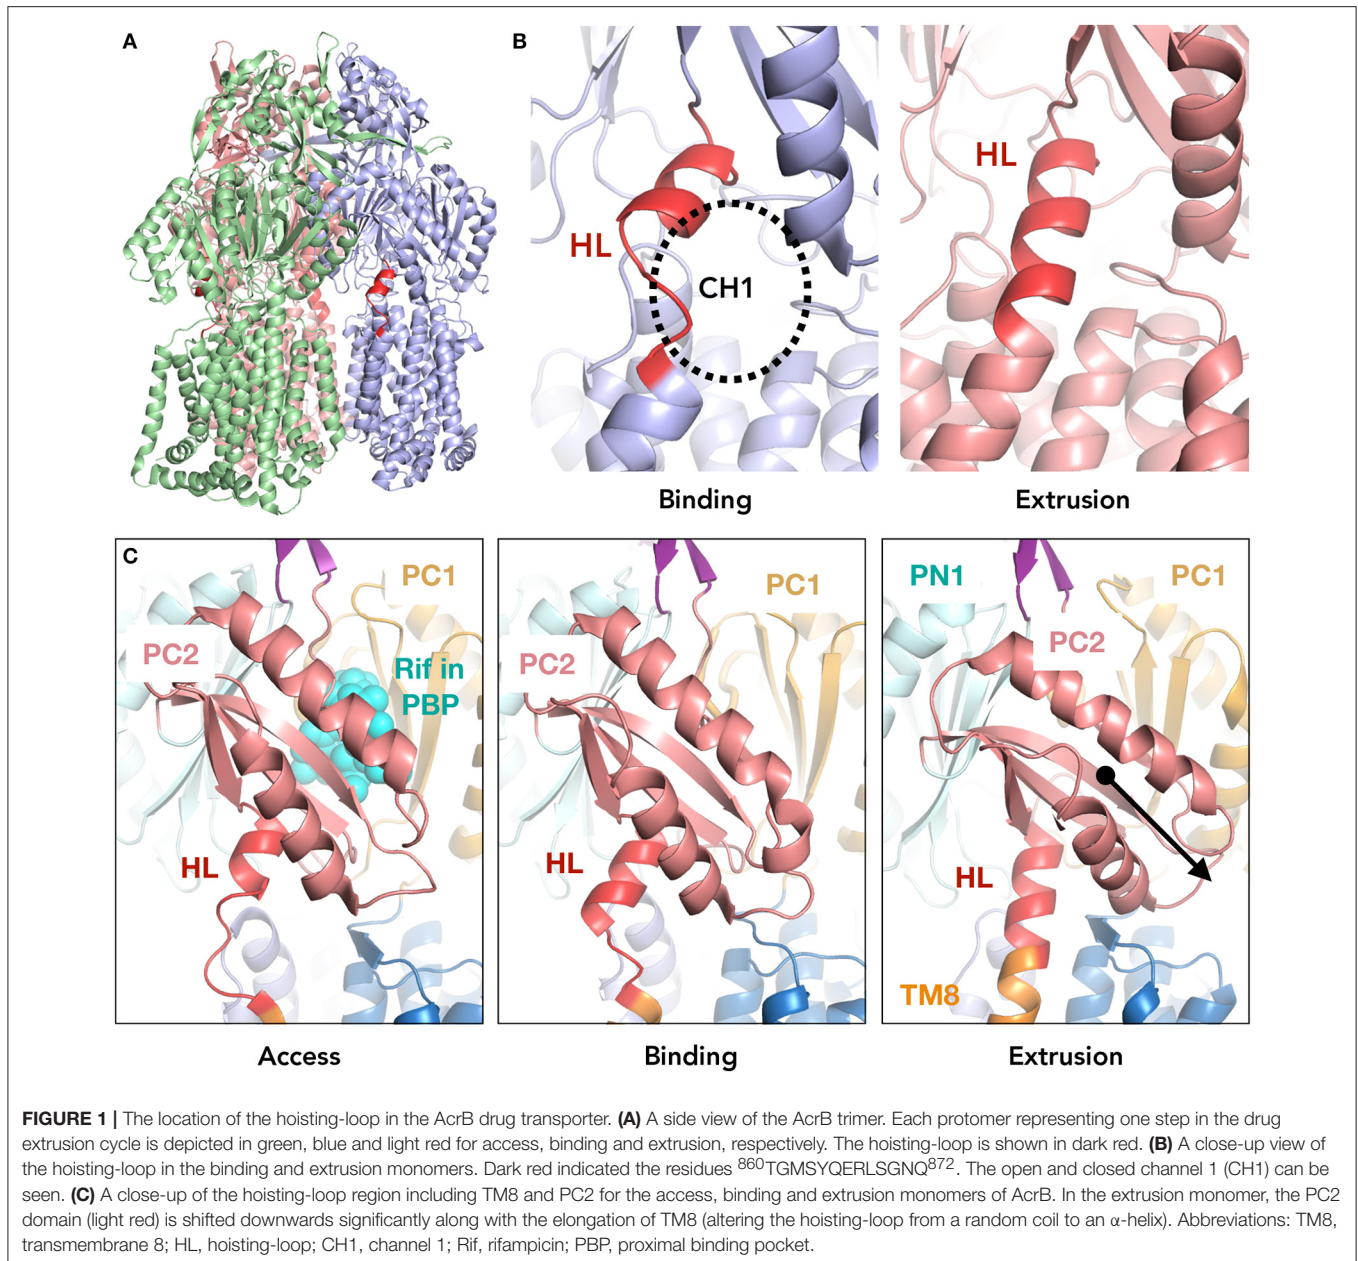 A
B
HL
CH1
HL
Binding
Extrusion
C
PC1
PC2
Rif in
PBP
HL
Access
PC1
PC2
HL
Binding
PN1
PC1
PC2
HL
TM8
Extrusion
FIGURE 1 | The location of the hoisting-loop in the AcrB drug transporter. (A) A side view of the AcrB trimer. Each protomer representing one step in the drug
extrusion cycle is depicted in green, blue and light red for access, binding and extrusion, respectively. The hoisting-loop is shown in dark red. (B) A close-up view of
the hoisting-loop in the binding and extrusion monomers. Dark red indicated the residues ⁸⁶⁰TGMSYQERLSGNQ⁸⁷². The open and closed channel 1 (CH1) can be
seen. (C) A close-up of the hoisting-loop region including TM8 and PC2 for the access, binding and extrusion monomers of AcrB. In the extrusion monomer, the PC2
domain (light red) is shifted downwards significantly along with the elongation of TM8 (altering the hoisting-loop from a random coil to an α-helix). Abbreviations: TM8,
transmembrane 8; HL, hoisting-loop; CH1, channel 1; Rif, rifampicin; PBP, proximal binding pocket.